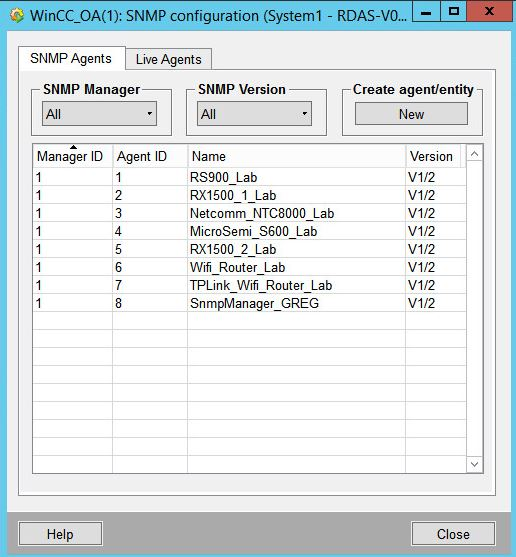 WinCC_OA(1): SNMP configuration (System1 - RDAS-V0...
SNMP Agents Live Agents
SNMP Manager SNMP Version Create agent/entity
All All New
Manager ID Agent ID Name Version
1 1 RS900_Lab V1/2
1 2 RX1500_1_Lab V1/2
1 3 Netcomm_NTC8000_Lab V1/2
1 4 MicroSemi_S600_Lab V1/2
1 5 RX1500_2_Lab V1/2
1 6 Wifi_Router_Lab V1/2
1 7 TPLink_Wifi_Router_Lab V1/2
1 8 SnmpManager_GREG V1/2
Help Close